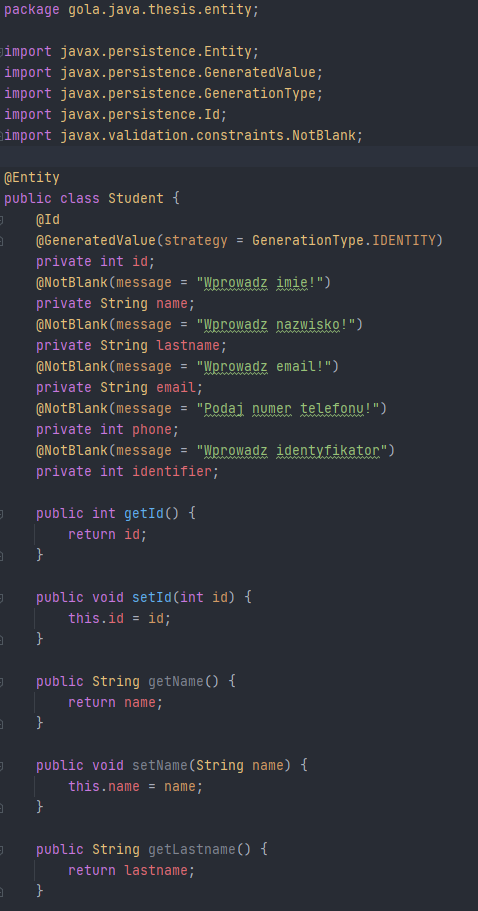 package gola.java.thesis.entity;
import javax.persistence.Entity;
import javax.persistence.GeneratedValue;
import javax.persistence.GenerationType;
import javax.persistence.Id;
import javax.validation.constraints.NotBlank;
@Entity
public class Student {
@Id
@GeneratedValue(strategy = GenerationType.IDENTITY)
private int id;
@NotBlank(message = "Wprowadz imie!")
private String name;
@NotBlank(message = "Wprowadz nazwisko!")
private String lastname;
@NotBlank(message = "Wprowadz email!")
private String email;
@NotBlank(message = "Podaj numer telefonu!")
private int phone;
@NotBlank(message = "Wprowadz identyfikator")
private int identifier;
public int getId() {
return id;
}
public void setId(int id) {
this.id = id;
}
public String getName() {
return name;
}
public void setName(String name) {
this.name = name;
}
public String getLastname() {
return lastname;
}